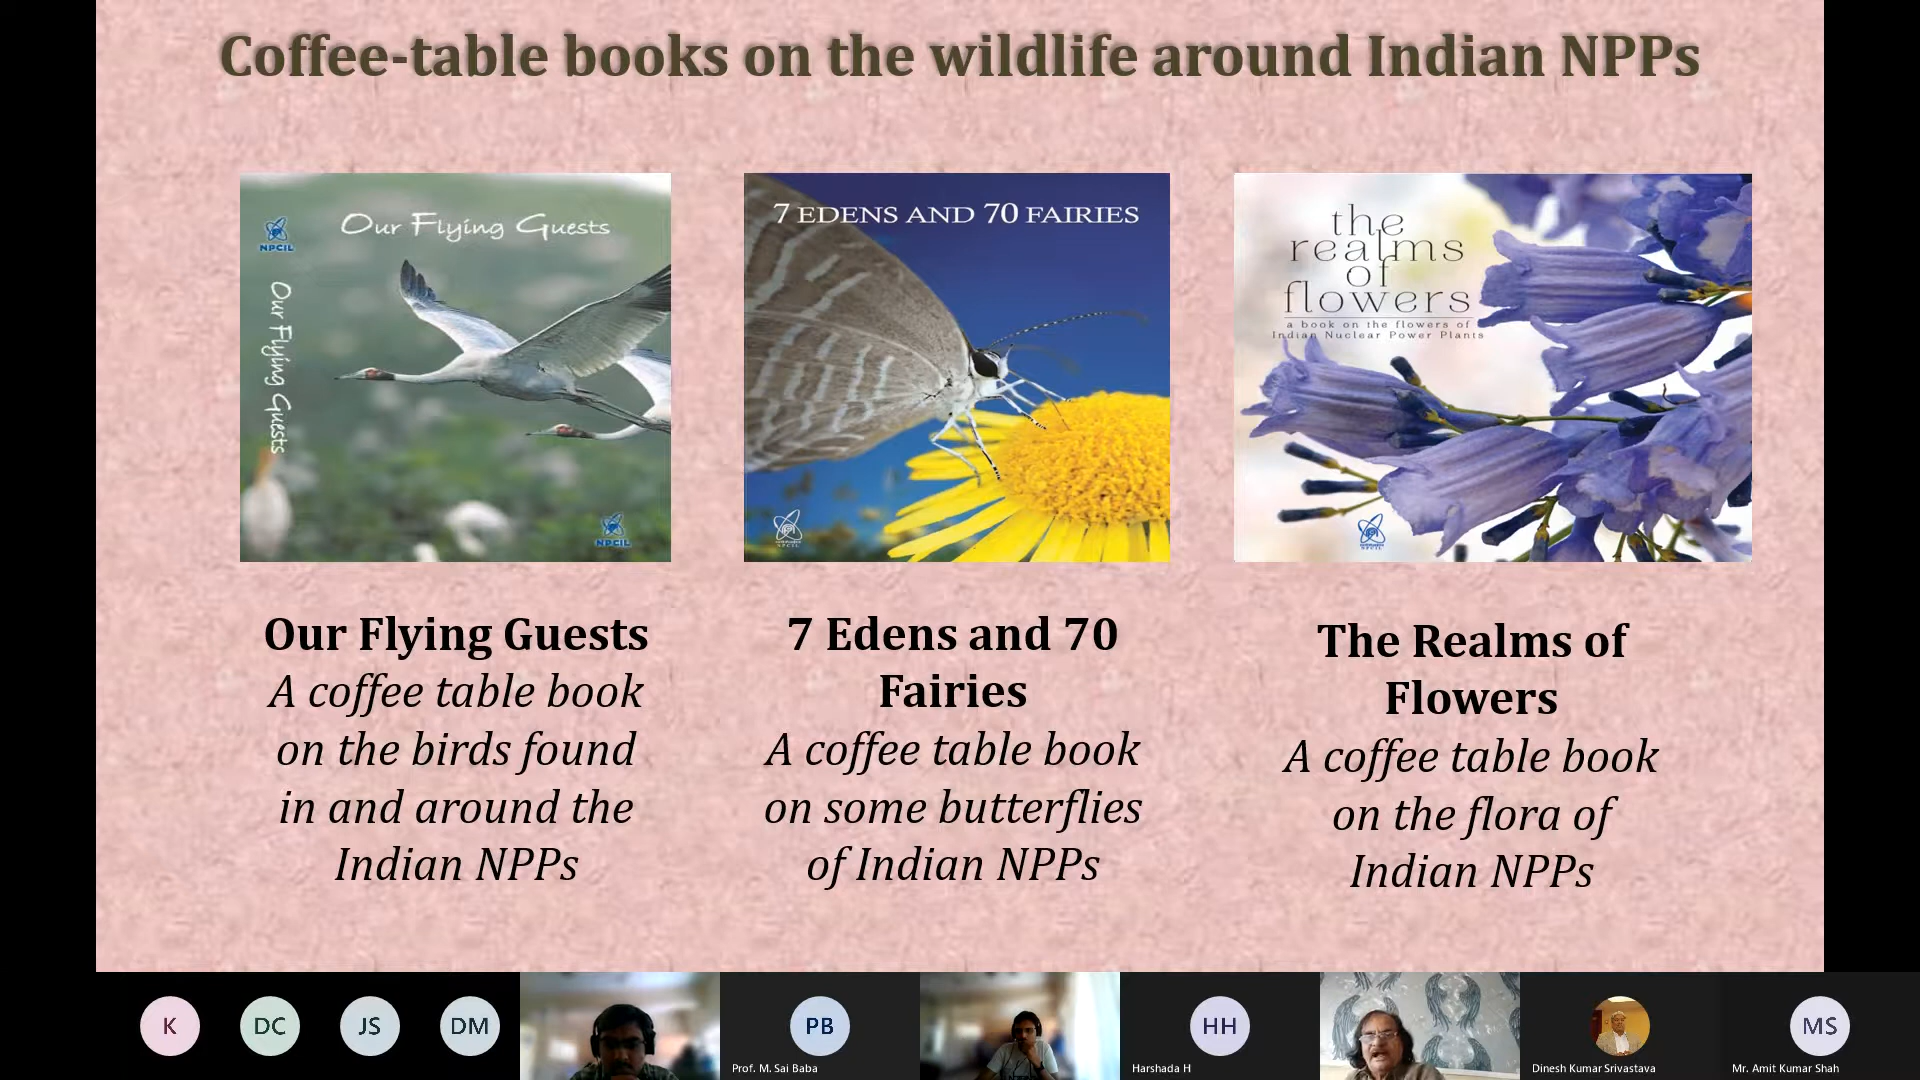 Coffee-table books on the wildlife around Indian NPPs
NPCIL
Our Flying Guests
Our Flying Guests
NPCIL
7 EDENS AND 70 FAIRIES
NPCIL
the
realms
of
flowers
a book on the flowers of
Indian Nuclear Power Plants
NPCIL
Our Flying Guests
A coffee table book
on the birds found
in and around the
Indian NPPs
7 Edens and 70
Fairies
A coffee table book
on some butterflies
of Indian NPPs
The Realms of
Flowers
A coffee table book
on the flora of
Indian NPPs
K
DC
JS
DM
PB
Prof. M. Sai Baba
HH
Harshada H
Dinesh Kumar Srivastava
MS
Mr. Amit Kumar Shah